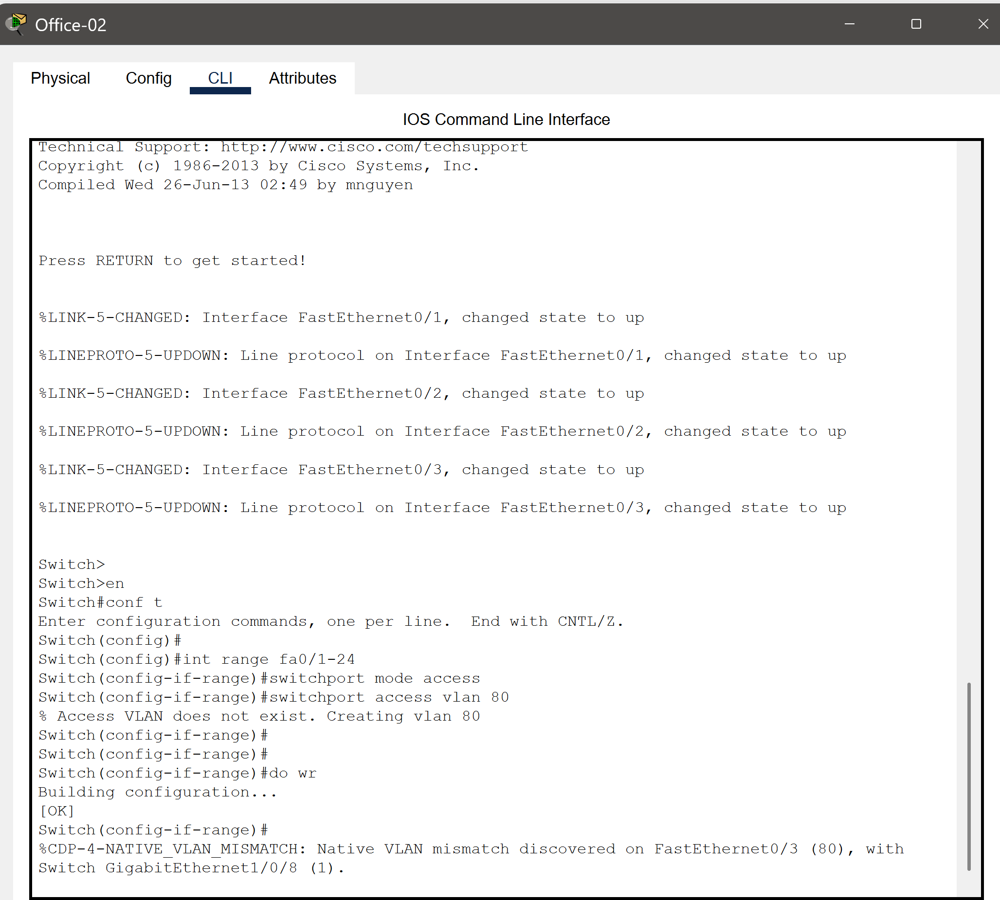 Office-02
Physical Config CLI Attributes
IOS Command Line Interface
Technical Support: http://www.cisco.com/techsupport
Copyright (c) 1986-2013 by Cisco Systems, Inc.
Compiled Wed 26-Jun-13 02:49 by mnguyen
Press RETURN to get started!
%LINK-5-CHANGED: Interface FastEthernet0/1, changed state to up
%LINEPROTO-5-UPDOWN: Line protocol on Interface FastEthernet0/1, changed state to up
%LINK-5-CHANGED: Interface FastEthernet0/2, changed state to up
%LINEPROTO-5-UPDOWN: Line protocol on Interface FastEthernet0/2, changed state to up
%LINK-5-CHANGED: Interface FastEthernet0/3, changed state to up
%LINEPROTO-5-UPDOWN: Line protocol on Interface FastEthernet0/3, changed state to up
Switch>
Switch>en
Switch#conf t
Enter configuration commands, one per line.  End with CNTL/Z.
Switch(config)#
Switch(config)#int range fa0/1-24
Switch(config-if-range)#switchport mode access
Switch(config-if-range)#switchport access vlan 80
% Access VLAN does not exist. Creating vlan 80
Switch(config-if-range)#
Switch(config-if-range)#
Switch(config-if-range)#do wr
Building configuration...
[OK]
Switch(config-if-range)#
%CDP-4-NATIVE_VLAN_MISMATCH: Native VLAN mismatch discovered on FastEthernet0/3 (80), with
Switch GigabitEthernet1/0/8 (1).